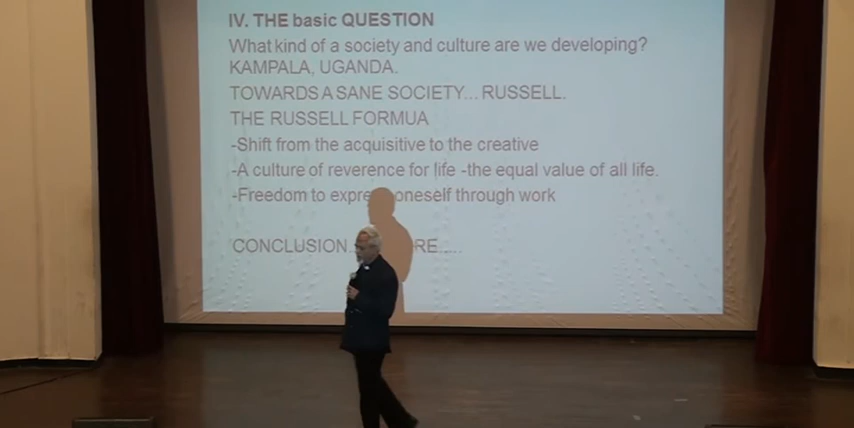 IV. THE basic QUESTION
What kind of a society and culture are we developing?
KAMPALA, UGANDA.
TOWARDS A SANE SOCIETY... RUSSELL.
THE RUSSELL FORMUA
-Shift from the acquisitive to the creative
-A culture of reverence for life -the equal value of all life.
-Freedom to oneself through work
CONCLUSION